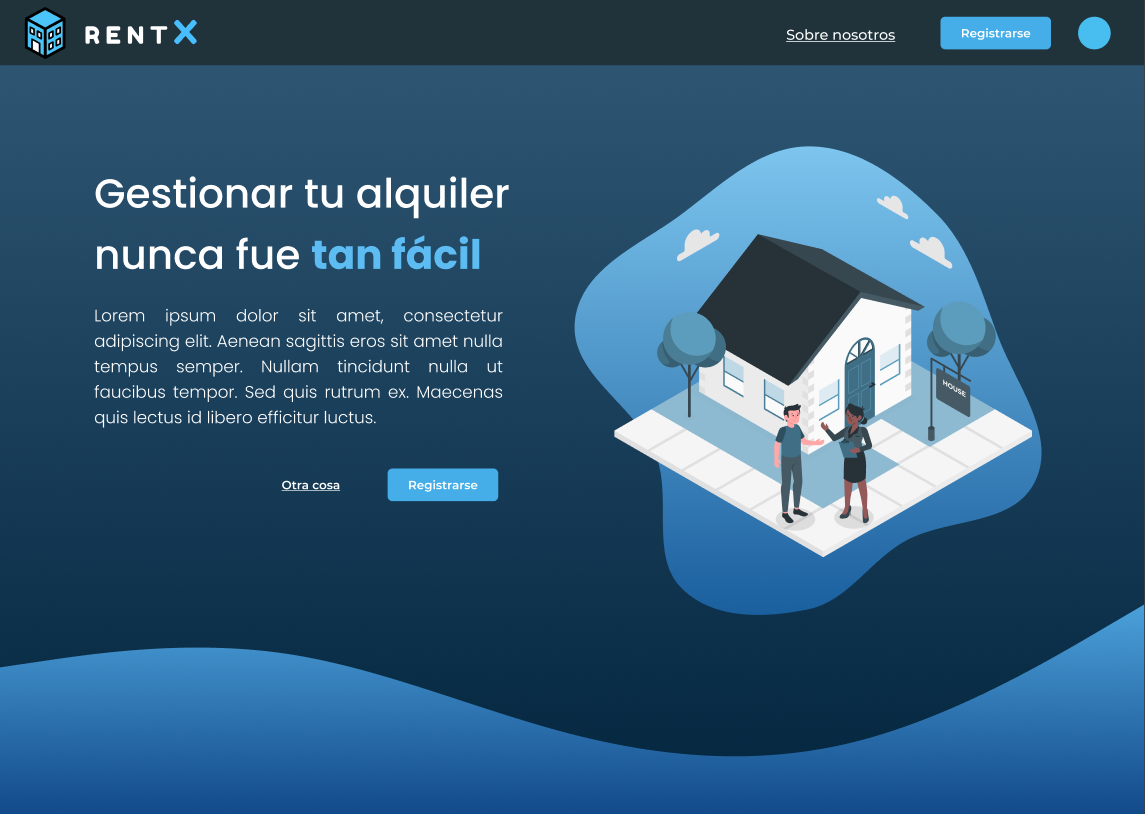 RENTX
Sobre nosotros
Registrarse
Gestionar tu alquiler
nunca fue tan fácil
Lorem ipsum dolor sit amet, consectetur
adipiscing elit. Aenean sagittis eros sit amet nulla
tempus semper. Nullam tincidunt nulla ut
faucibus tempor. Sed quis rutrum ex. Maecenas
quis lectus id libero efficitur luctus.
HOUSE
Otra cosa
Registrarse